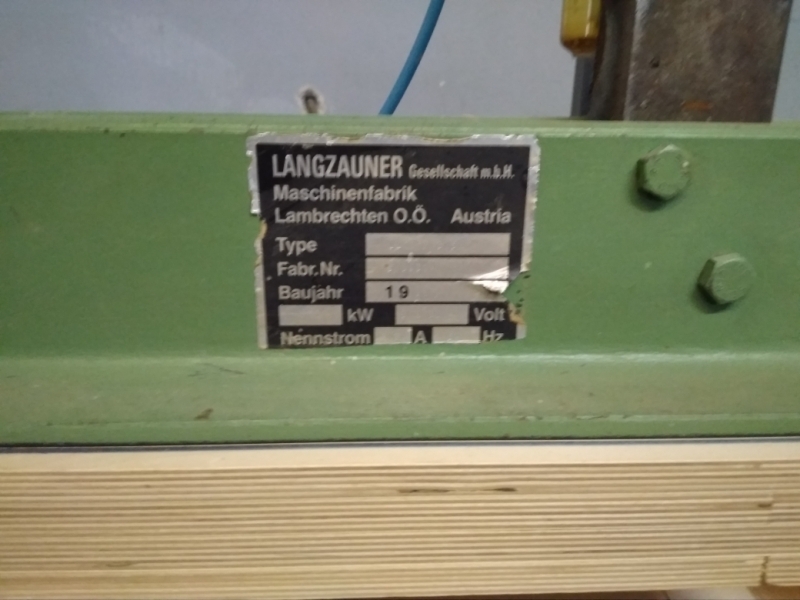 LANGZAUNER Gesellschaft m.b.H.
Maschinenfabrik
Lambrechten O.Ö. Austria
Type
Fabr.Nr.
Baujahr 19
kW Volt
Nennstrom A Hz